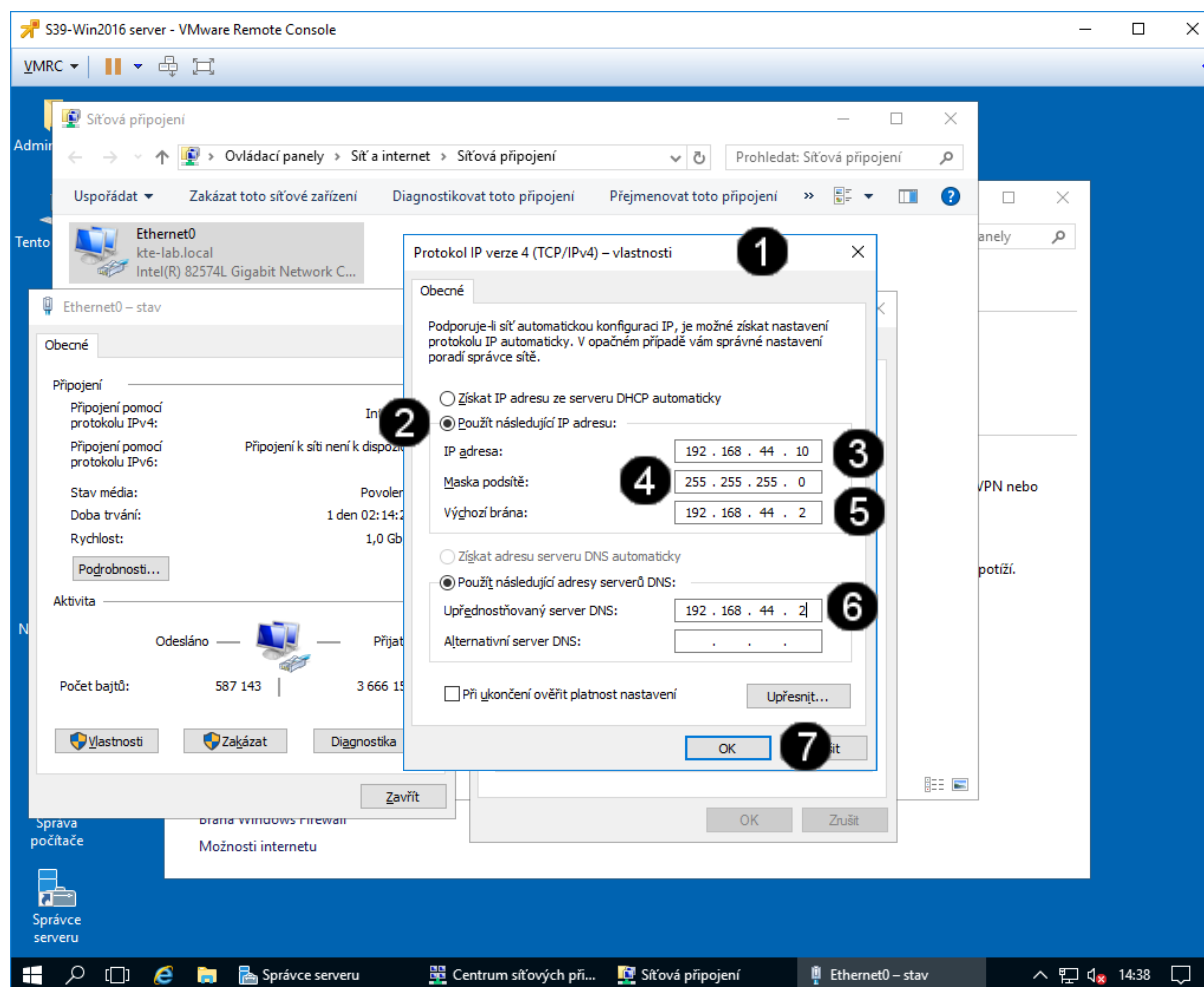 S39-Win2016 server - VMware Remote Console
VMRC
Síťová připojení
Ovládací panely > Síť a internet > Síťová připojení
Prohledat: Síťová připojení
Uspořádat
Zakázat toto síťové zařízení
Diagnostikovat toto připojení
Přejmenovat toto připojení
»
Ethernet0
kte-lab.local
Intel(R) 82574L Gigabit Network C...
Tento
VPN nebo
potíží.
Ethernet0 – stav
Obecné
Připojení
Připojení pomocí
protokolu IPv4:
Připojení pomocí
protokolu IPv6:
Připojení k síti není k
Stav média:
Doba trvání:
1 den
Rychlost:
1,0
Podrobnosti...
Aktivita
Odesláno
Počet bajtů:
587 143
3 666
Vlastnosti
Zakázat
Diagnostika
Zavřít
Protokol IP verze 4 (TCP/IPv4) – vlastnosti
1
Obecné
Podporuje-li síť automatickou konfiguraci IP, je možné získat nastavení
protokolu IP automaticky. V opačném případě vám správné nastavení
poradí správce sítě.
Získat IP adresu ze serveru DHCP automaticky
2
Použít následující IP adresu:
IP adresa:
192 . 168 . 44 . 10
3
Maska podsítě:
4
255 . 255 . 255 . 0
Výchozí brána:
192 . 168 . 44 . 2
5
Získat adresu serveru DNS automaticky
Použít následující adresy serverů DNS:
Upřednostňovaný server DNS:
192 . 168 . 44 . 2
6
Alternativní server DNS:
. . .
Při ukončení ověřit platnost nastavení
Upřesnit...
OK
7
OK
Zrušit
Brana Windows Firewall
Možnosti internetu
Správa
počítače
Správce
serveru
Správce serveru
Centrum síťových při...
Síťová připojení
Ethernet0 – stav
14:38